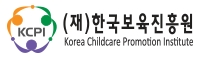 KCPI
(재)한국보육진흥원
Korea Childcare Promotion Institute